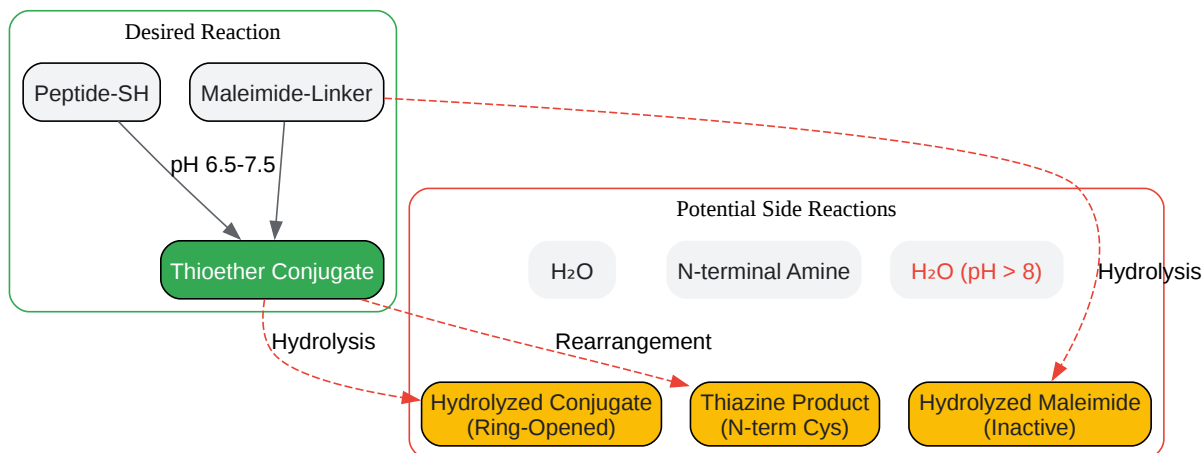 Desired Reaction
Peptide-SH
Maleimide-Linker
pH 6.5-7.5
Thioether Conjugate
Potential Side Reactions
H₂O
N-terminal Amine
H₂O (pH > 8)
Hydrolysis
Hydrolysis
Rearrangement
Hydrolyzed Conjugate
(Ring-Opened)
Thiazine Product
(N-term Cys)
Hydrolyzed Maleimide
(Inactive)